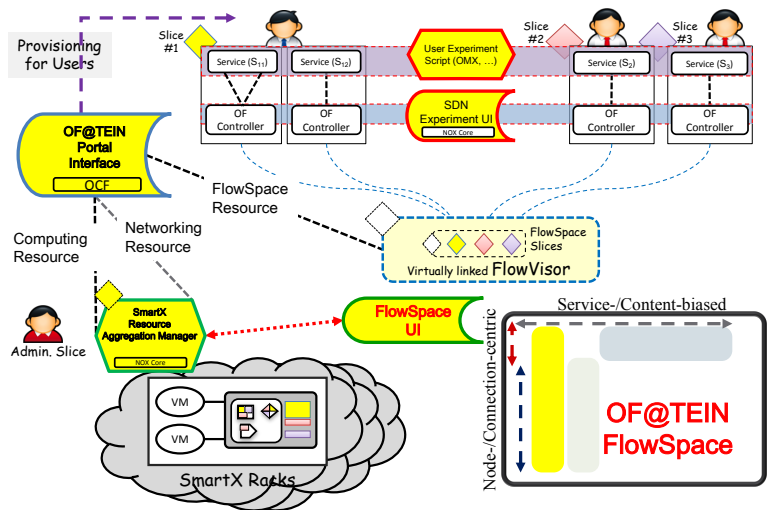 Provisioning
for Users
Slice
#1
Slice
#2
Slice
#3
Service (S11)
Service (S12)
User Experiment
Script (OMX, ...)
Service (S2)
Service (S3)
OF
Controller
OF
Controller
SDN
Experiment UI
NOX Core
OF
Controller
OF
Controller
OF@TEIN
Portal
Interface
OCF
FlowSpace
Resource
Computing
Resource
Networking
Resource
FlowSpace
Slices
Virtually linked FlowVisor
Admin. Slice
SmartX
Resource
Aggregation Manager
NOX Core
FlowSpace
UI
VM
VM
SmartX Racks
Service-/Content-biased
Node-/Connection-centric
OF@TEIN
FlowSpace